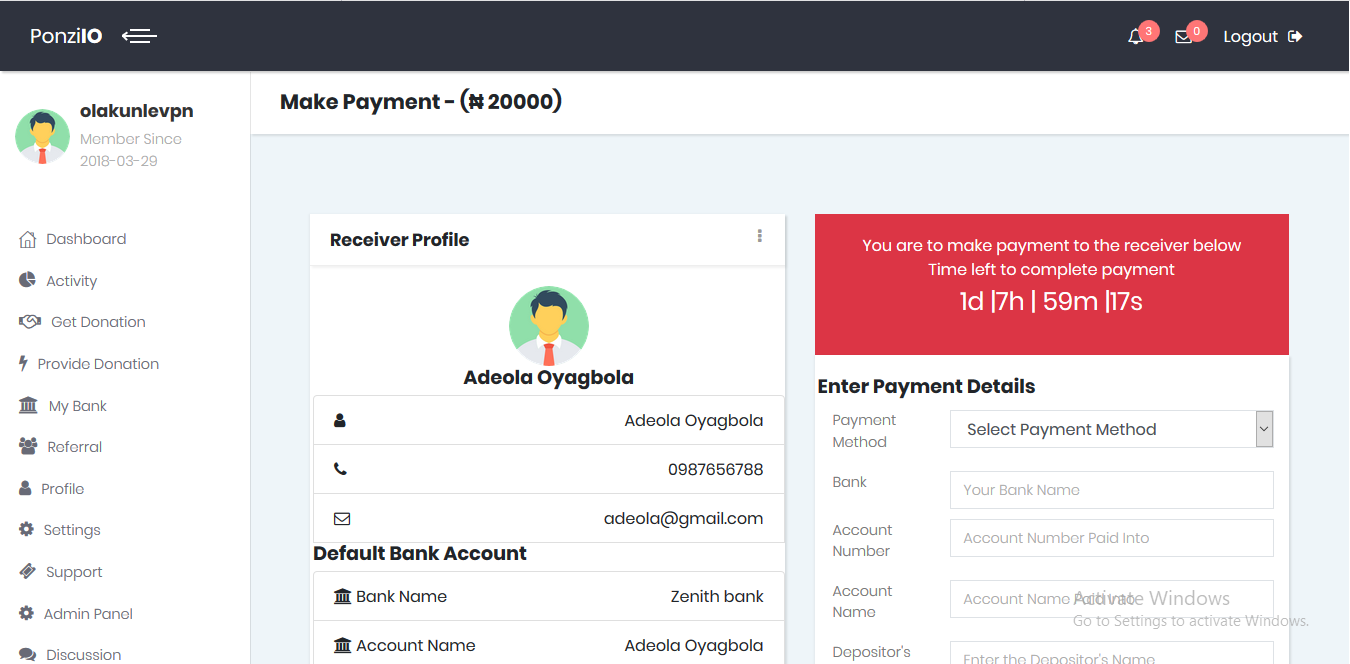 PonziIO
3
0
Logout
olakunlevpn
Member Since
2018-03-29
Dashboard
Activity
Get Donation
Provide Donation
My Bank
Referral
Profile
Settings
Support
Admin Panel
Discussion
Make Payment - (₦ 20000)
Receiver Profile
Adeola Oyagbola
Adeola Oyagbola
0987656788
adeola@gmail.com
Default Bank Account
Bank Name Zenith bank
Account Name Adeola Oyagbola
You are to make payment to the receiver below
Time left to complete payment
1d |7h | 59m |17s
Enter Payment Details
Payment
Method
Select Payment Method
Bank
Your Bank Name
Account
Number
Account Number Paid Into
Account
Name
Account Name Paid Into
Depositor's
Enter the Depositor's Name
Activate Windows
Go to Settings to activate Windows.